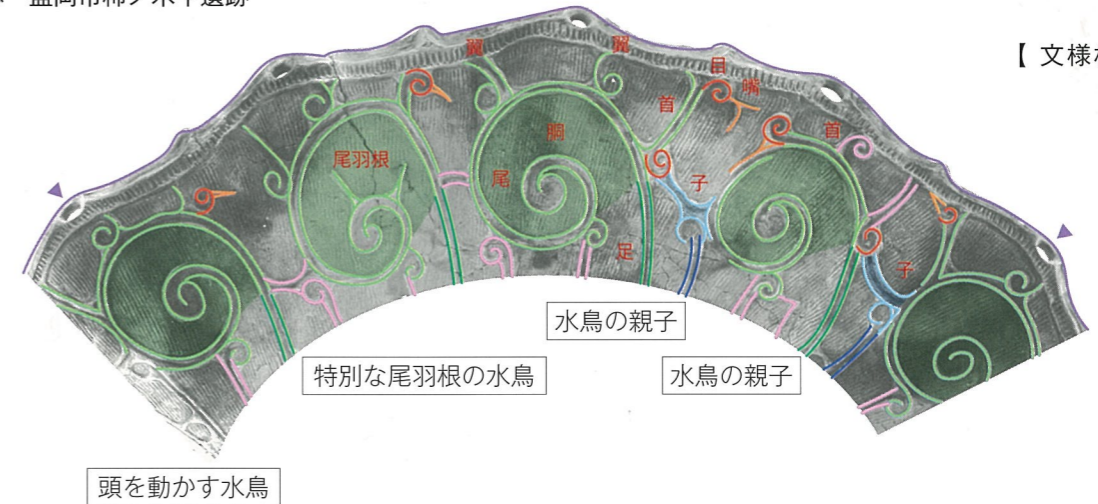 盛岡市柿ノ木平遺跡
【 文様
翼
翼
目
嘴
首
首
胴
尾羽根
尾
子
足
子
水鳥の親子
特別な尾羽根の水鳥
水鳥の親子
頭を動かす水鳥